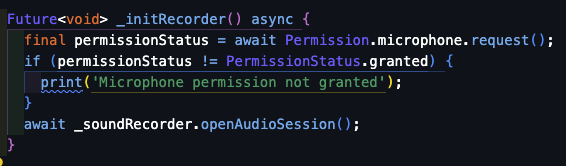 Future<void> _initRecorder() async {
  final permissionStatus = await Permission.microphone.request();
  if (permissionStatus != PermissionStatus.granted) {
    print('Microphone permission not granted');
  }
  await _soundRecorder.openAudioSession();
}